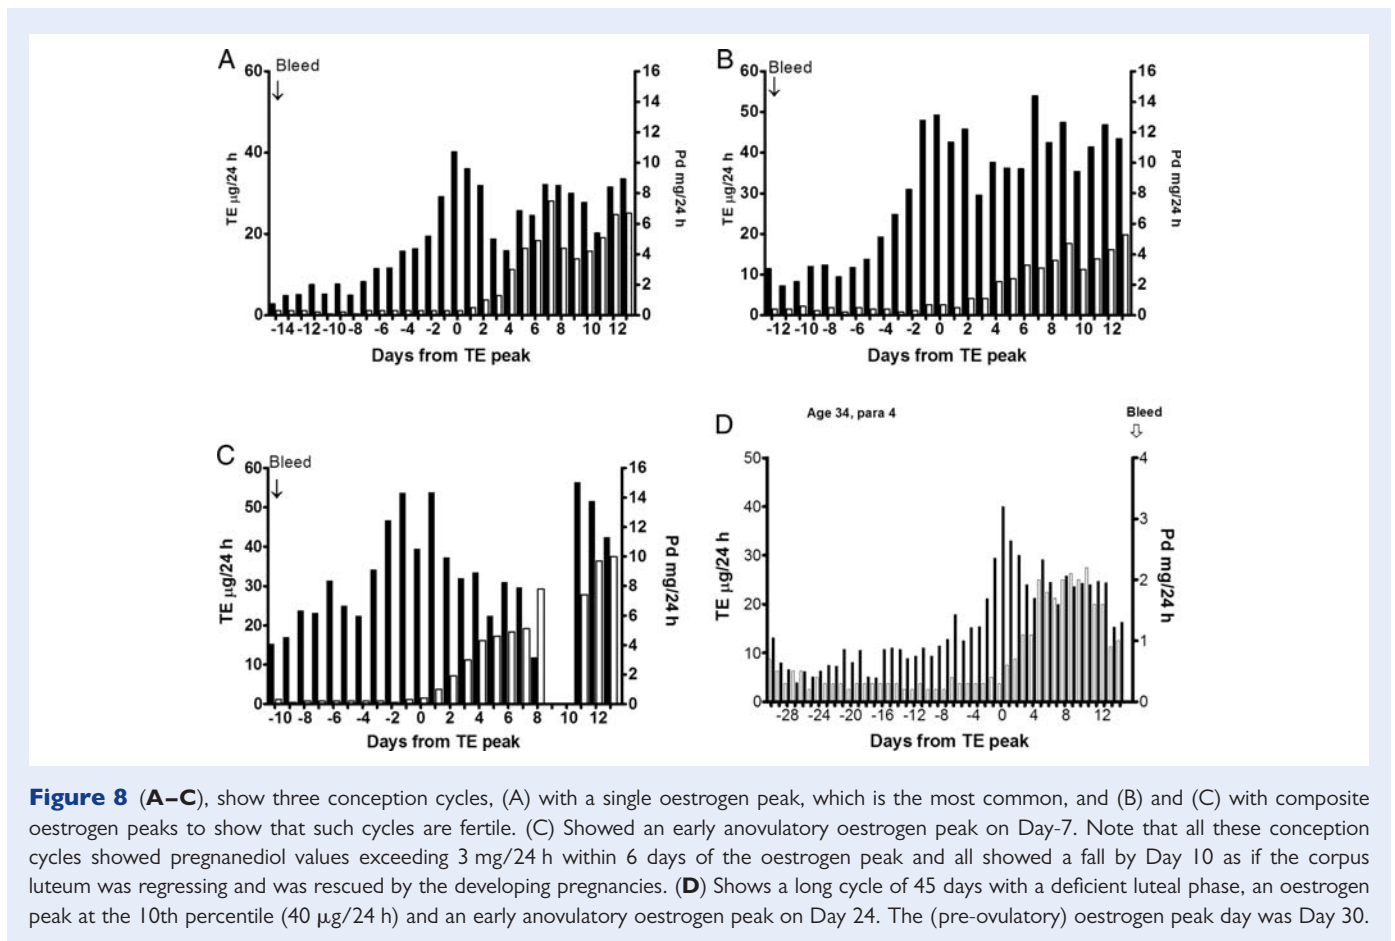 A
Bleed
60
40
20
0
TE µg/24 h
16
14
12
10
8
6
4
2
0
Pd mg/24 h
-14 -12 -10 -8 -6 -4 -2 0 2 4 6 8 10 12
Days from TE peak
B
Bleed
60
50
40
30
20
10
0
TE µg/24 h
16
14
12
10
8
6
4
2
0
Pd mg/24 h
-12 -10 -8 -6 -4 -2 0 2 4 6 8 10 12
Days from TE peak
C
Bleed
60
50
40
30
20
10
0
TE µg/24 h
16
14
12
10
8
6
4
2
0
Pd mg/24 h
-10 -8 -6 -4 -2 0 2 4 6 8 10 12
Days from TE peak
D
Age 34, para 4
Bleed
50
40
30
20
10
0
TE µg/24 h
4
3
2
1
0
Pd mg/24 h
-28 -24 -20 -16 -12 -8 -4 0 4 8 12
Days from TE peak
Figure 8 (A–C), show three conception cycles, (A) with a single oestrogen peak, which is the most common, and (B) and (C) with composite
oestrogen peaks to show that such cycles are fertile. (C) Showed an early anovulatory oestrogen peak on Day-7. Note that all these conception
cycles showed pregnanediol values exceeding 3 mg/24 h within 6 days of the oestrogen peak and all showed a fall by Day 10 as if the corpus
luteum was regressing and was rescued by the developing pregnancies. (D) Shows a long cycle of 45 days with a deficient luteal phase, an oestrogen
peak at the 10th percentile (40 µg/24 h) and an early anovulatory oestrogen peak on Day 24. The (pre-ovulatory) oestrogen peak day was Day 30.